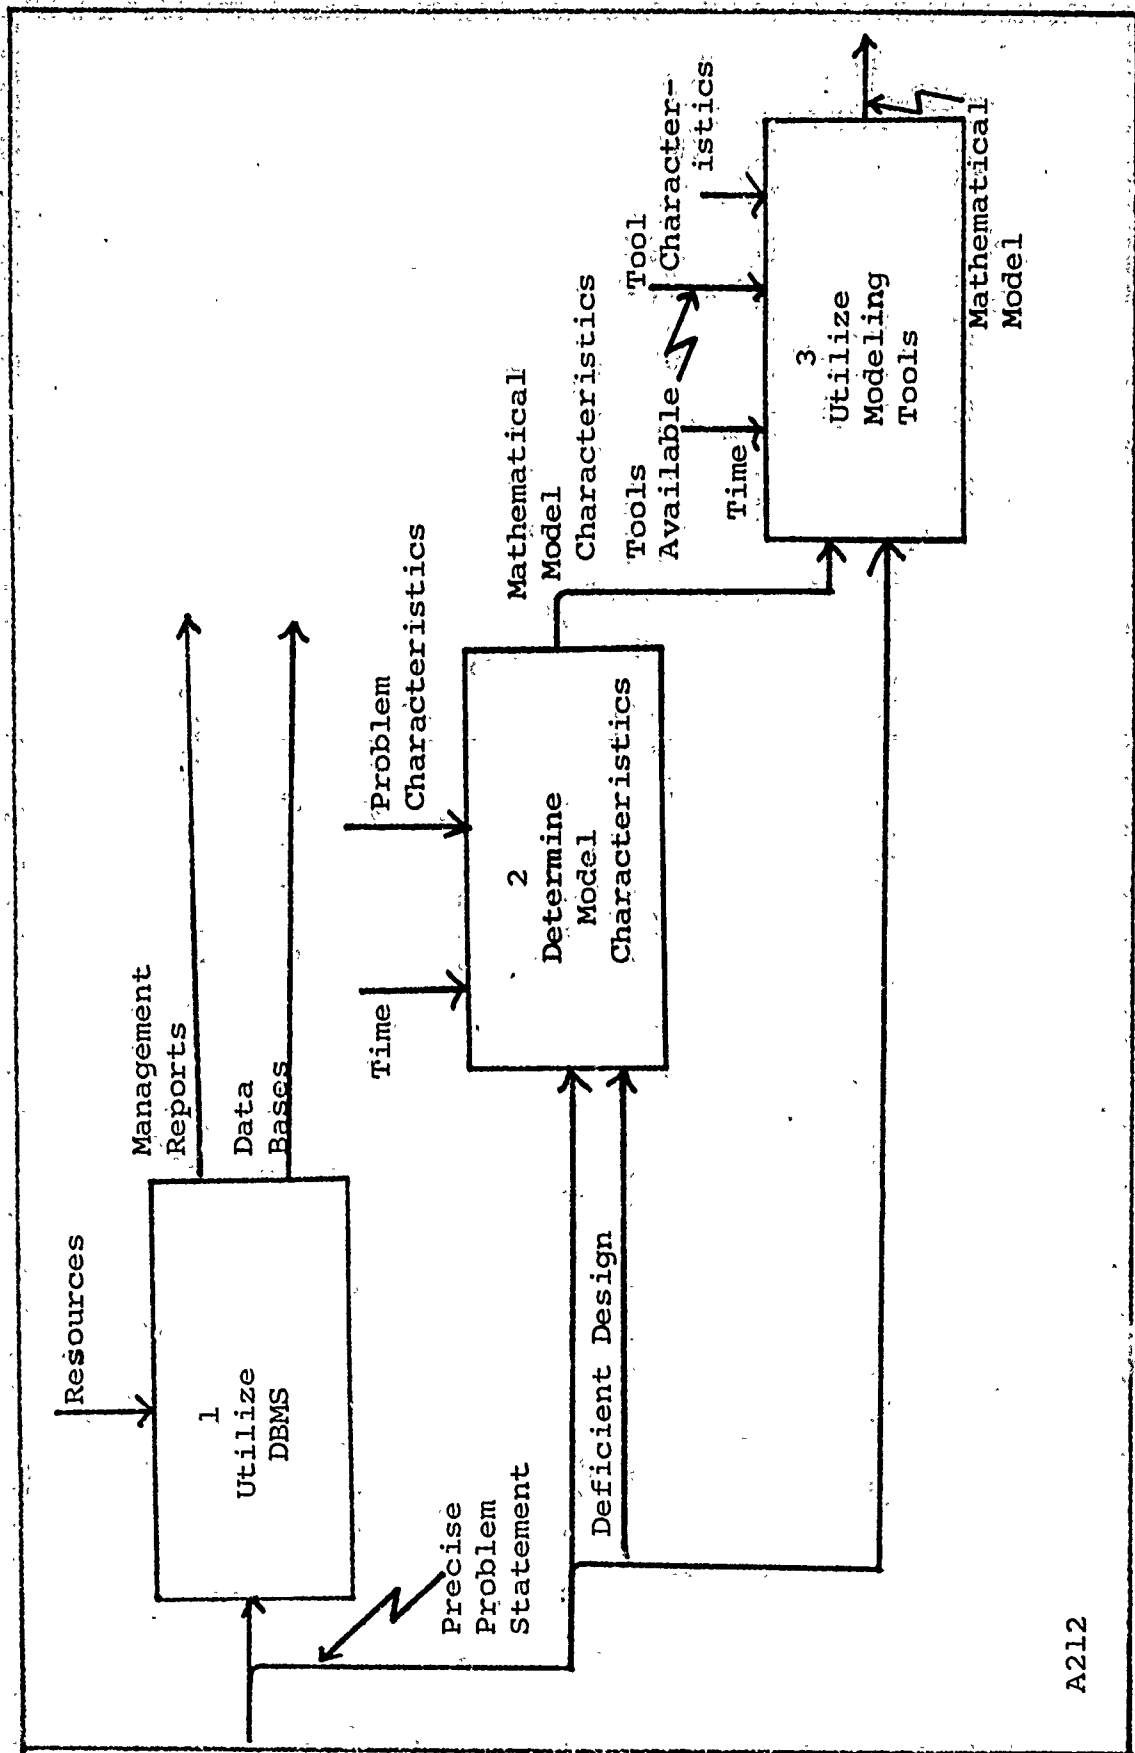 Resources
1
Utilize
DBMS
Management
Reports
Data
Bases
Precise
Problem
Statement
Time
Problem
Characteristics
2
Determine
Model
Characteristics
Deficient Design
Mathematical
Model
Characteristics
Tools
Available
Time
Tool
Character-
istics
3
Utilize
Modeling
Tools
Mathematical
Model
A212